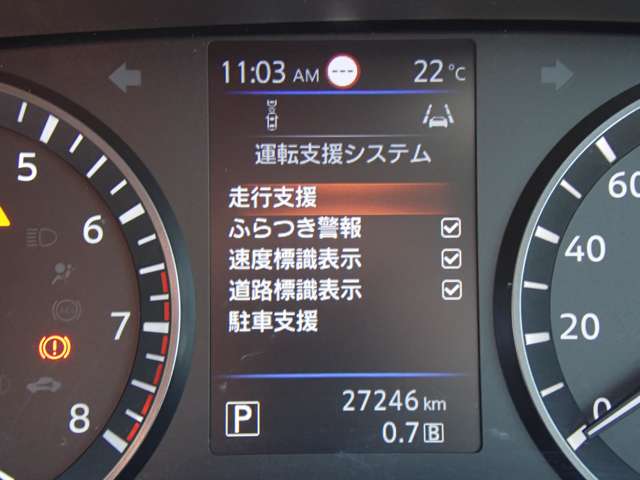 11:03 AM --- 22 °C
運転支援システム
走行支援
ふらつき警報
速度標識表示
道路標識表示
駐車支援
27246 km
P 0.7 B
5
6
7
8
60
40
20
0